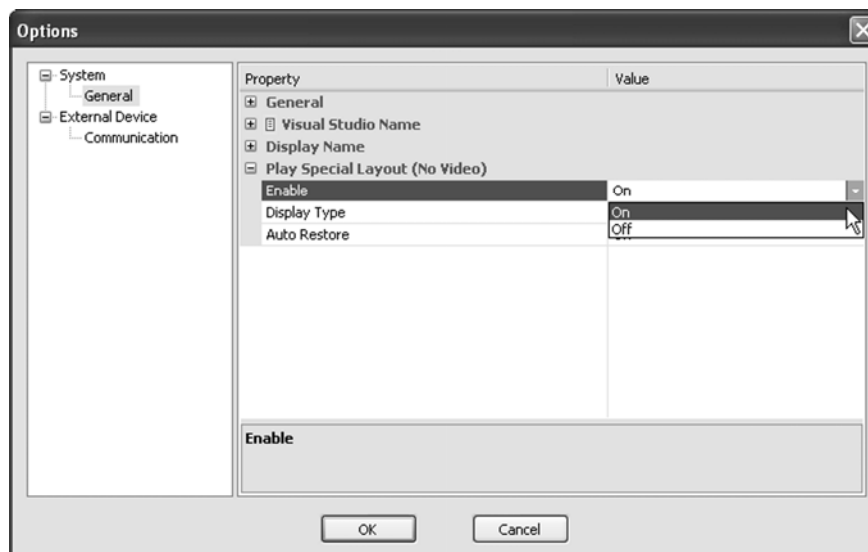 Options
System
General
External Device
Communication
Property Value
General
Visual Studio Name
Display Name
Play Special Layout (No Video)
Enable On
Display Type On
Auto Restore Off
Enable
OK Cancel